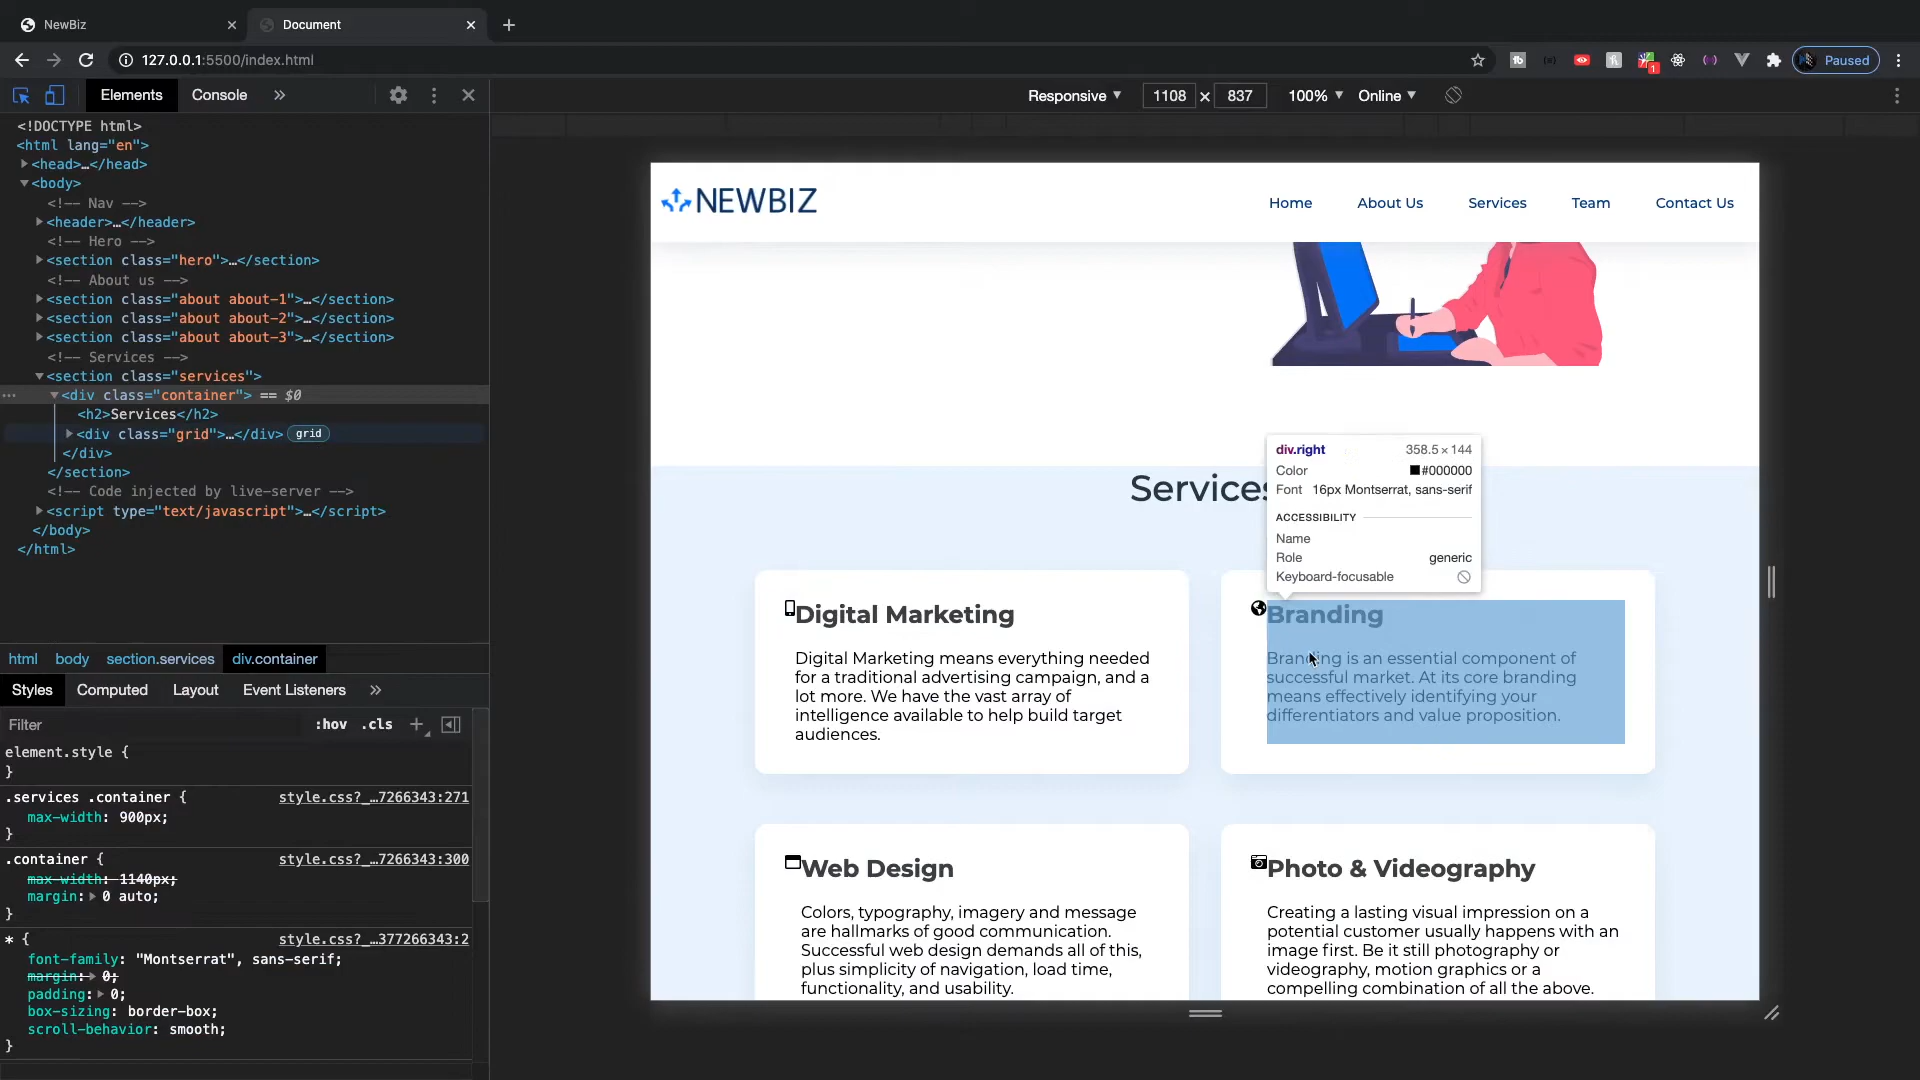 NewBiz
Document
127.0.0.1:5500/index.html
Paused
Elements Console
Responsive 1108 x 837 100% Online
<!DOCTYPE html>
<html lang="en">
<head>…</head>
<body>
<!-- Nav -->
<header>…</header>
<!-- Hero -->
<section class="hero">…</section>
<!-- About us -->
<section class="about about-1">…</section>
<section class="about about-2">…</section>
<section class="about about-3">…</section>
<!-- Services -->
<section class="services">
<div class="container"> == $0
<h2>Services</h2>
<div class="grid">…</div> grid
</div>
</section>
<!-- Code injected by live-server -->
<script type="text/javascript">…</script>
</body>
</html>
html body section.services div.container
Styles Computed Layout Event Listeners
Filter :hov .cls
element.style {
}
.services .container { style.css?_…7266343:271
max-width: 900px;
}
.container { style.css?_…7266343:300
max-width: 1140px;
margin: 0 auto;
}
* { style.css?_…377266343:2
font-family: "Montserrat", sans-serif;
margin: 0;
padding: 0;
box-sizing: border-box;
scroll-behavior: smooth;
}
NEWBIZ
Home About Us Services Team Contact Us
Services
div.right 358.5 × 144
Color #000000
Font 16px Montserrat, sans-serif
ACCESSIBILITY
Name
Role generic
Keyboard-focusable
Digital Marketing
Digital Marketing means everything needed
for a traditional advertising campaign, and a
lot more. We have the vast array of
intelligence available to help build target
audiences.
Branding
Branding is an essential component of
successful market. At its core branding
means effectively identifying your
differentiators and value proposition.
Web Design
Colors, typography, imagery and message
are hallmarks of good communication.
Successful web design demands all of this,
plus simplicity of navigation, load time,
functionality, and usability.
Photo & Videography
Creating a lasting visual impression on a
potential customer usually happens with an
image first. Be it still photography or
videography, motion graphics or a
compelling combination of all the above.